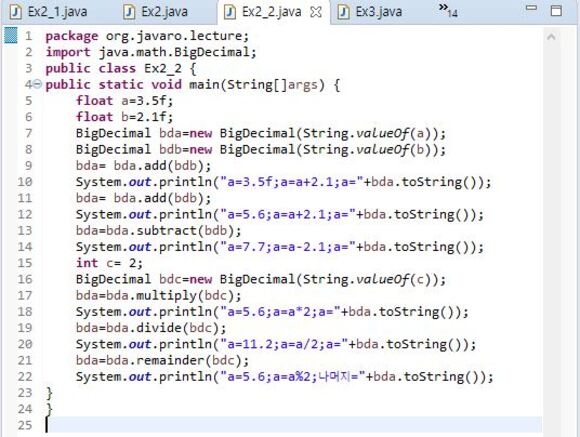 Ex2_1.java Ex2.java Ex2_2.java Ex3.java »14
1 package org.javaro.lecture;
2 import java.math.BigDecimal;
3 public class Ex2_2 {
4 public static void main(String[]args) {
5 float a=3.5f;
6 float b=2.1f;
7 BigDecimal bda=new BigDecimal(String.valueOf(a));
8 BigDecimal bdb=new BigDecimal(String.valueOf(b));
9 bda= bda.add(bdb);
10 System.out.println("a=3.5f;a=a+2.1;a="+bda.toString());
11 bda= bda.add(bdb);
12 System.out.println("a=5.6;a=a+2.1;a="+bda.toString());
13 bda=bda.subtract(bdb);
14 System.out.println("a=7.7;a=a-2.1;a="+bda.toString());
15 int c= 2;
16 BigDecimal bdc=new BigDecimal(String.valueOf(c));
17 bda=bda.multiply(bdc);
18 System.out.println("a=5.6;a=a*2;a="+bda.toString());
19 bda=bda.divide(bdc);
20 System.out.println("a=11.2;a=a/2;a="+bda.toString());
21 bda=bda.remainder(bdc);
22 System.out.println("a=5.6;a=a%2;나머지="+bda.toString());
23 }
24 }
25